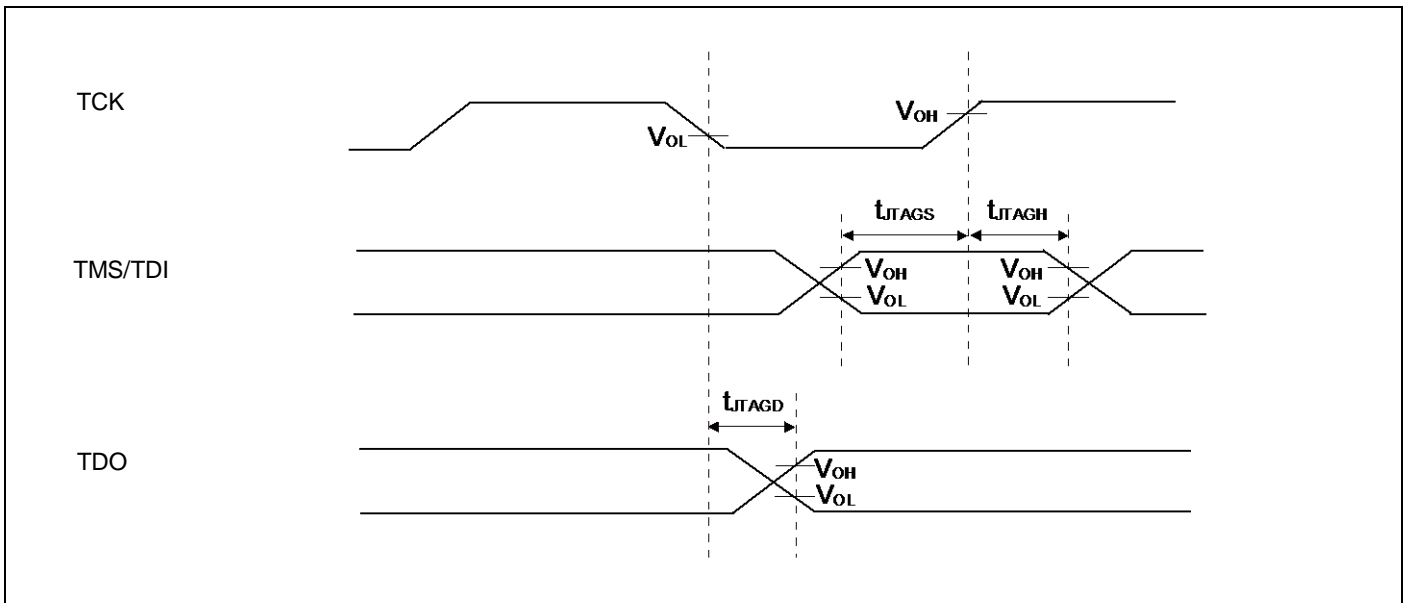 TCK
VOL
VOH
tJTAGS
tJTAGH
TMS/TDI
VOH
VOH
VOL
VOL
tJTAGD
TDO
VOH
VOL